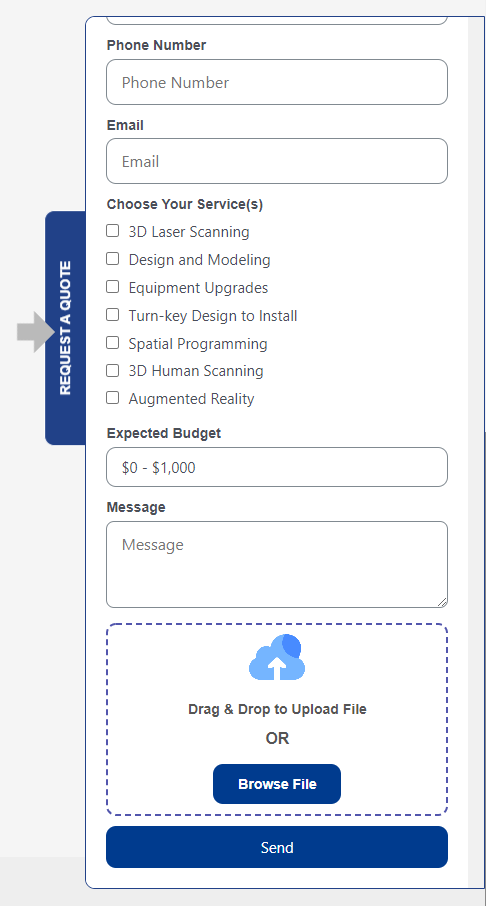 Phone Number
Phone Number
Email
Email
Choose Your Service(s)
3D Laser Scanning
Design and Modeling
Equipment Upgrades
Turn-key Design to Install
Spatial Programming
3D Human Scanning
Augmented Reality
REQUEST A QUOTE
Expected Budget
$0 - $1,000
Message
Message
Drag & Drop to Upload File
OR
Browse File
Send